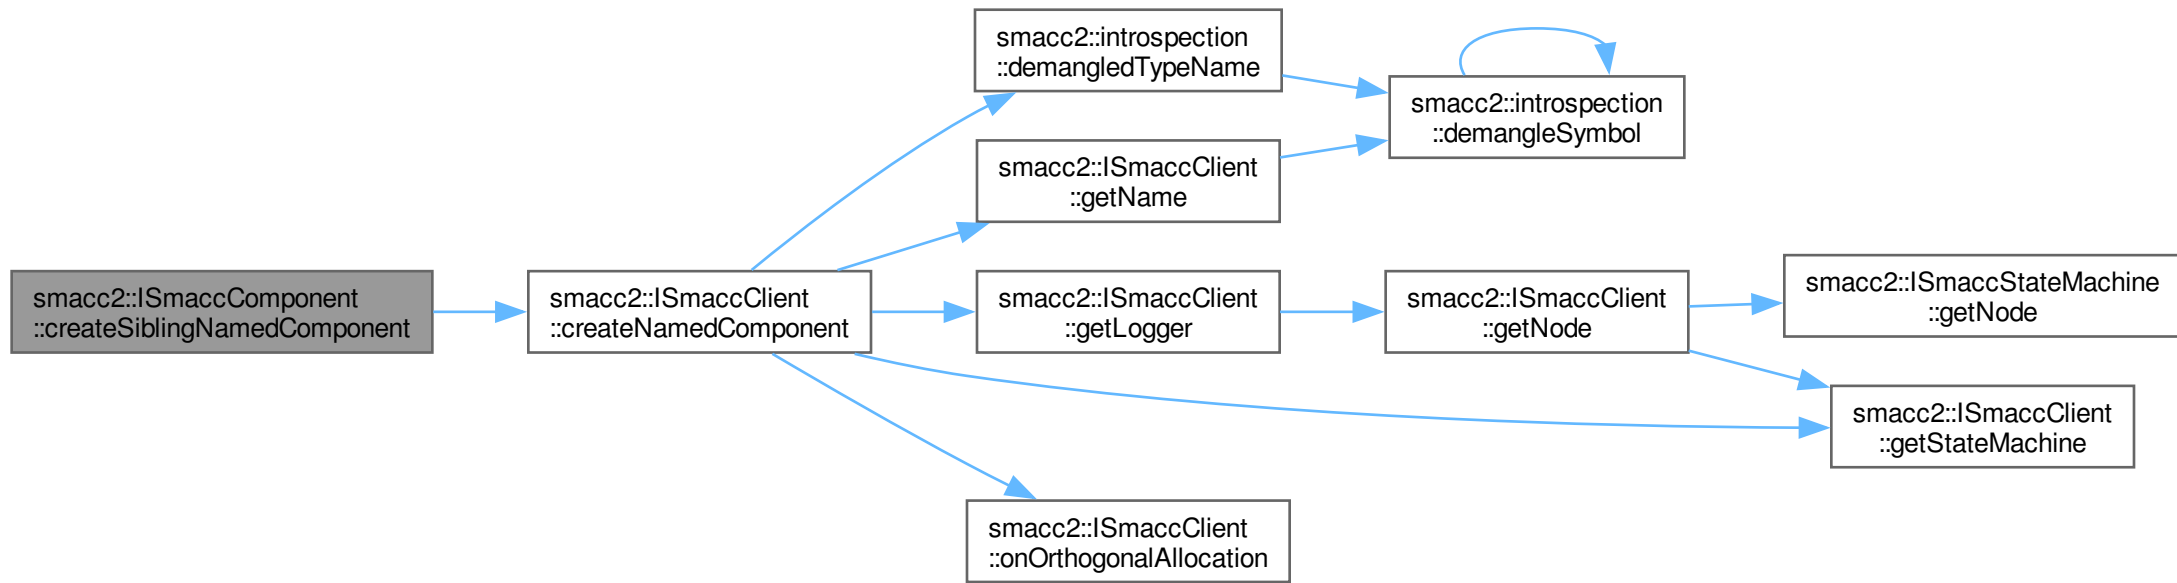 smacc2::ISmaccComponent
::createSiblingNamedComponent
smacc2::ISmaccClient
::createNamedComponent
smacc2::introspection
::demangledTypeName
smacc2::introspection
::demangleSymbol
smacc2::ISmaccClient
::getName
smacc2::ISmaccClient
::getLogger
smacc2::ISmaccClient
::getNode
smacc2::ISmaccStateMachine
::getNode
smacc2::ISmaccClient
::getStateMachine
smacc2::ISmaccClient
::onOrthogonalAllocation